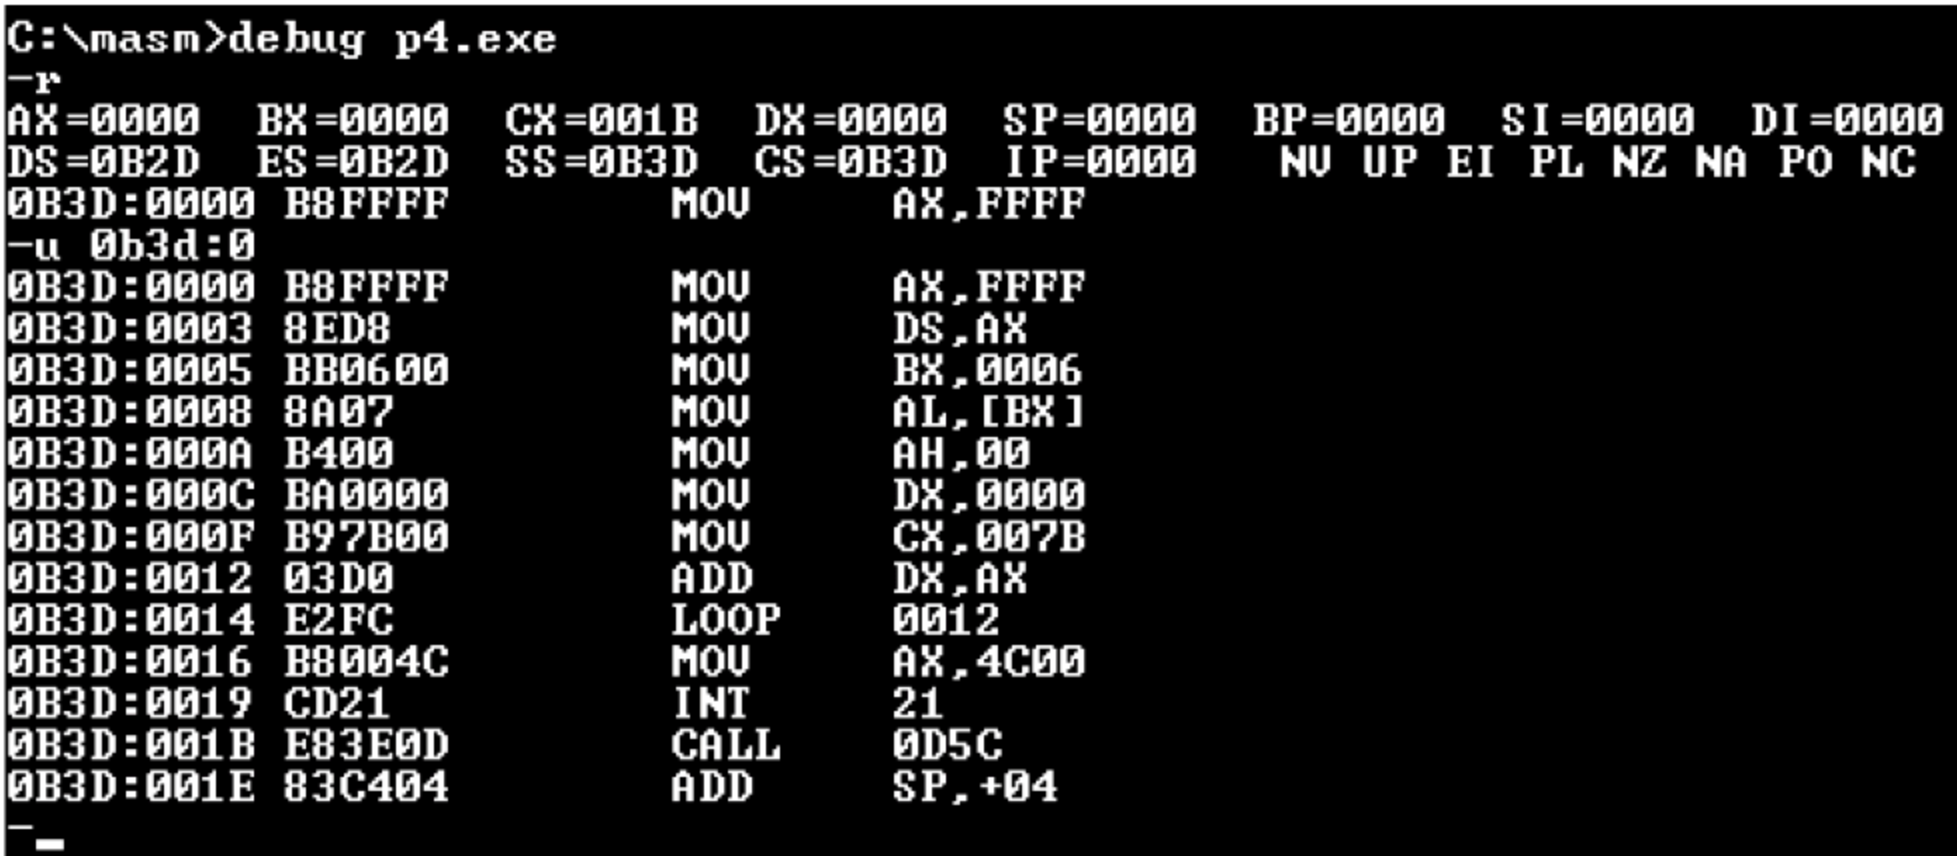 C:\masm>debug p4.exe
-r
AX=0000  BX=0000  CX=001B  DX=0000  SP=0000  BP=0000  SI=0000  DI=0000
DS=0B2D  ES=0B2D  SS=0B3D  CS=0B3D  IP=0000   NV UP EI PL NZ NA PO NC
0B3D:0000 B8FFFF        MOV     AX,FFFF
-u 0b3d:0
0B3D:0000 B8FFFF        MOV     AX,FFFF
0B3D:0003 8ED8          MOV     DS,AX
0B3D:0005 BB0600        MOV     BX,0006
0B3D:0008 8A07          MOV     AL,[BX]
0B3D:000A B400          MOV     AH,00
0B3D:000C BA0000        MOV     DX,0000
0B3D:000F B97B00        MOV     CX,007B
0B3D:0012 03D0          ADD     DX,AX
0B3D:0014 E2FC          LOOP    0012
0B3D:0016 B8004C        MOV     AX,4C00
0B3D:0019 CD21          INT     21
0B3D:001B E83E0D        CALL    0D5C
0B3D:001E 83C404        ADD     SP,+04
-